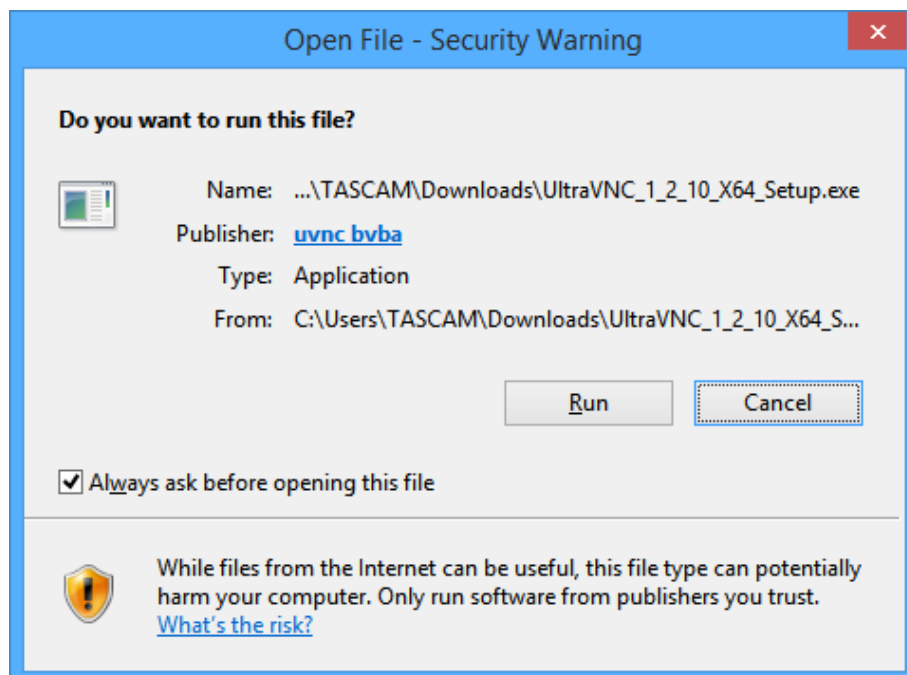 Open File - Security Warning
Do you want to run this file?
Name: ...\TASCAM\Downloads\UltraVNC_1_2_10_X64_Setup.exe
Publisher: uvnc bvba
Type: Application
From: C:\Users\TASCAM\Downloads\UltraVNC_1_2_10_X64_S...
Run Cancel
Always ask before opening this file
While files from the Internet can be useful, this file type can potentially
harm your computer. Only run software from publishers you trust.
What's the risk?